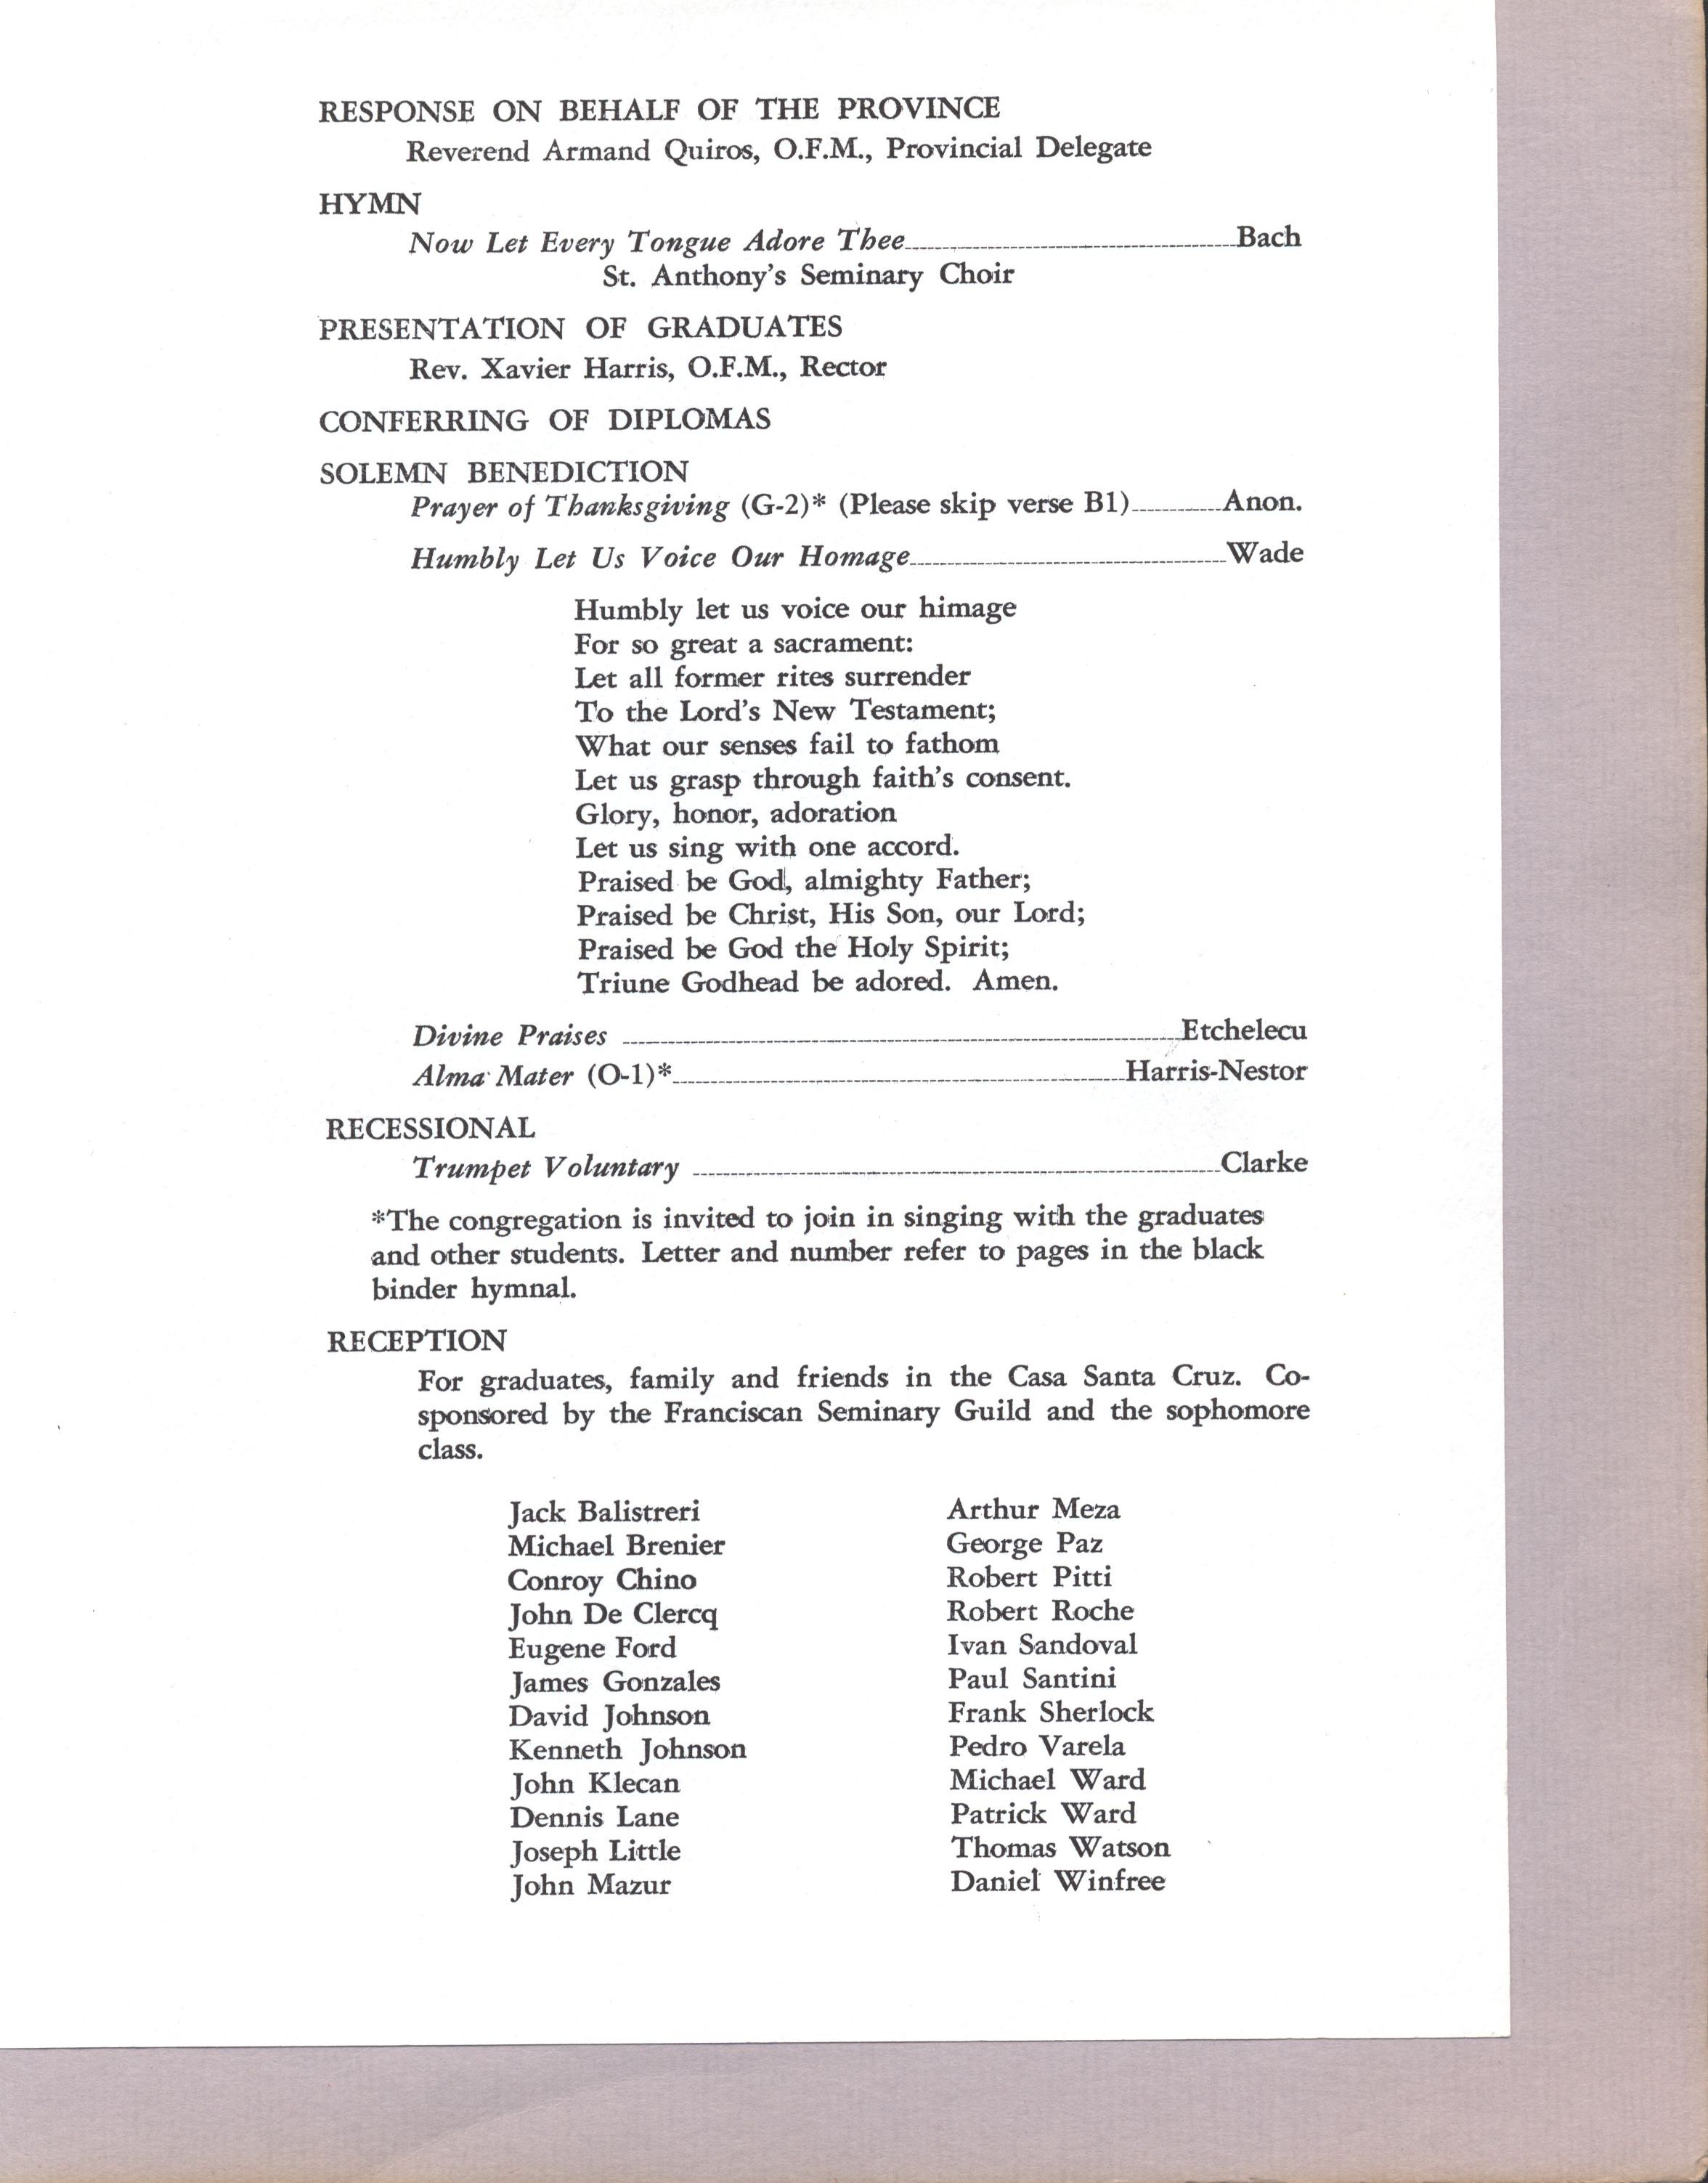 RESPONSE ON BEHALF OF THE PROVINCE
Reverend Armand Quiros, O.F.M., Provincial Delegate
HYMN
Now Let Every Tongue Adore Thee Bach
St. Anthony's Seminary Choir
PRESENTATION OF GRADUATES
Rev. Xavier Harris, O.F.M., Rector
CONFERRING OF DIPLOMAS
SOLEMN BENEDICTION
Prayer of Thanksgiving (G-2)* (Please skip verse B1) Anon.
Humbly Let Us Voice Our Homage Wade
Humbly let us voice our himage
For so great a sacrament:
Let all former rites surrender
To the Lord's New Testament;
What our senses fail to fathom
Let us grasp through faith's consent.
Glory, honor, adoration
Let us sing with one accord.
Praised be God, almighty Father;
Praised be Christ, His Son, our Lord;
Praised be God the Holy Spirit;
Triune Godhead be adored. Amen.
Divine Praises Etchelecu
Alma Mater (O-1)* Harris-Nestor
RECESSIONAL
Trumpet Voluntary Clarke
*The congregation is invited to join in singing with the graduates
and other students. Letter and number refer to pages in the black
binder hymnal.
RECEPTION
For graduates, family and friends in the Casa Santa Cruz. Co-
sponsored by the Franciscan Seminary Guild and the sophomore
class.
Jack Balistreri
Michael Brenier
Conroy Chino
John De Clercq
Eugene Ford
James Gonzales
David Johnson
Kenneth Johnson
John Klecan
Dennis Lane
Joseph Little
John Mazur
Arthur Meza
George Paz
Robert Pitti
Robert Roche
Ivan Sandoval
Paul Santini
Frank Sherlock
Pedro Varela
Michael Ward
Patrick Ward
Thomas Watson
Daniel Winfree